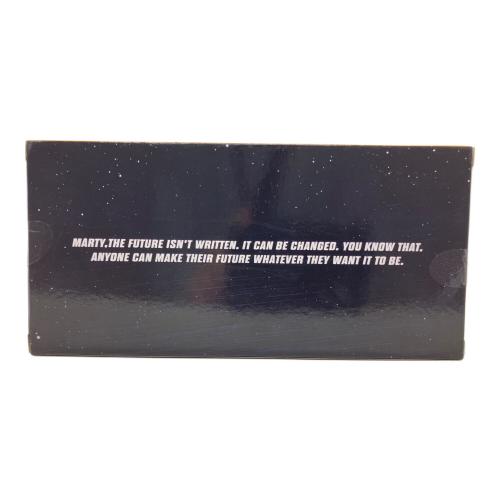 MARTY,THE FUTURE ISN'T WRITTEN. IT CAN BE CHANGED. YOU KNOW THAT.
ANYONE CAN MAKE THEIR FUTURE WHATEVER THEY WANT IT TO BE.